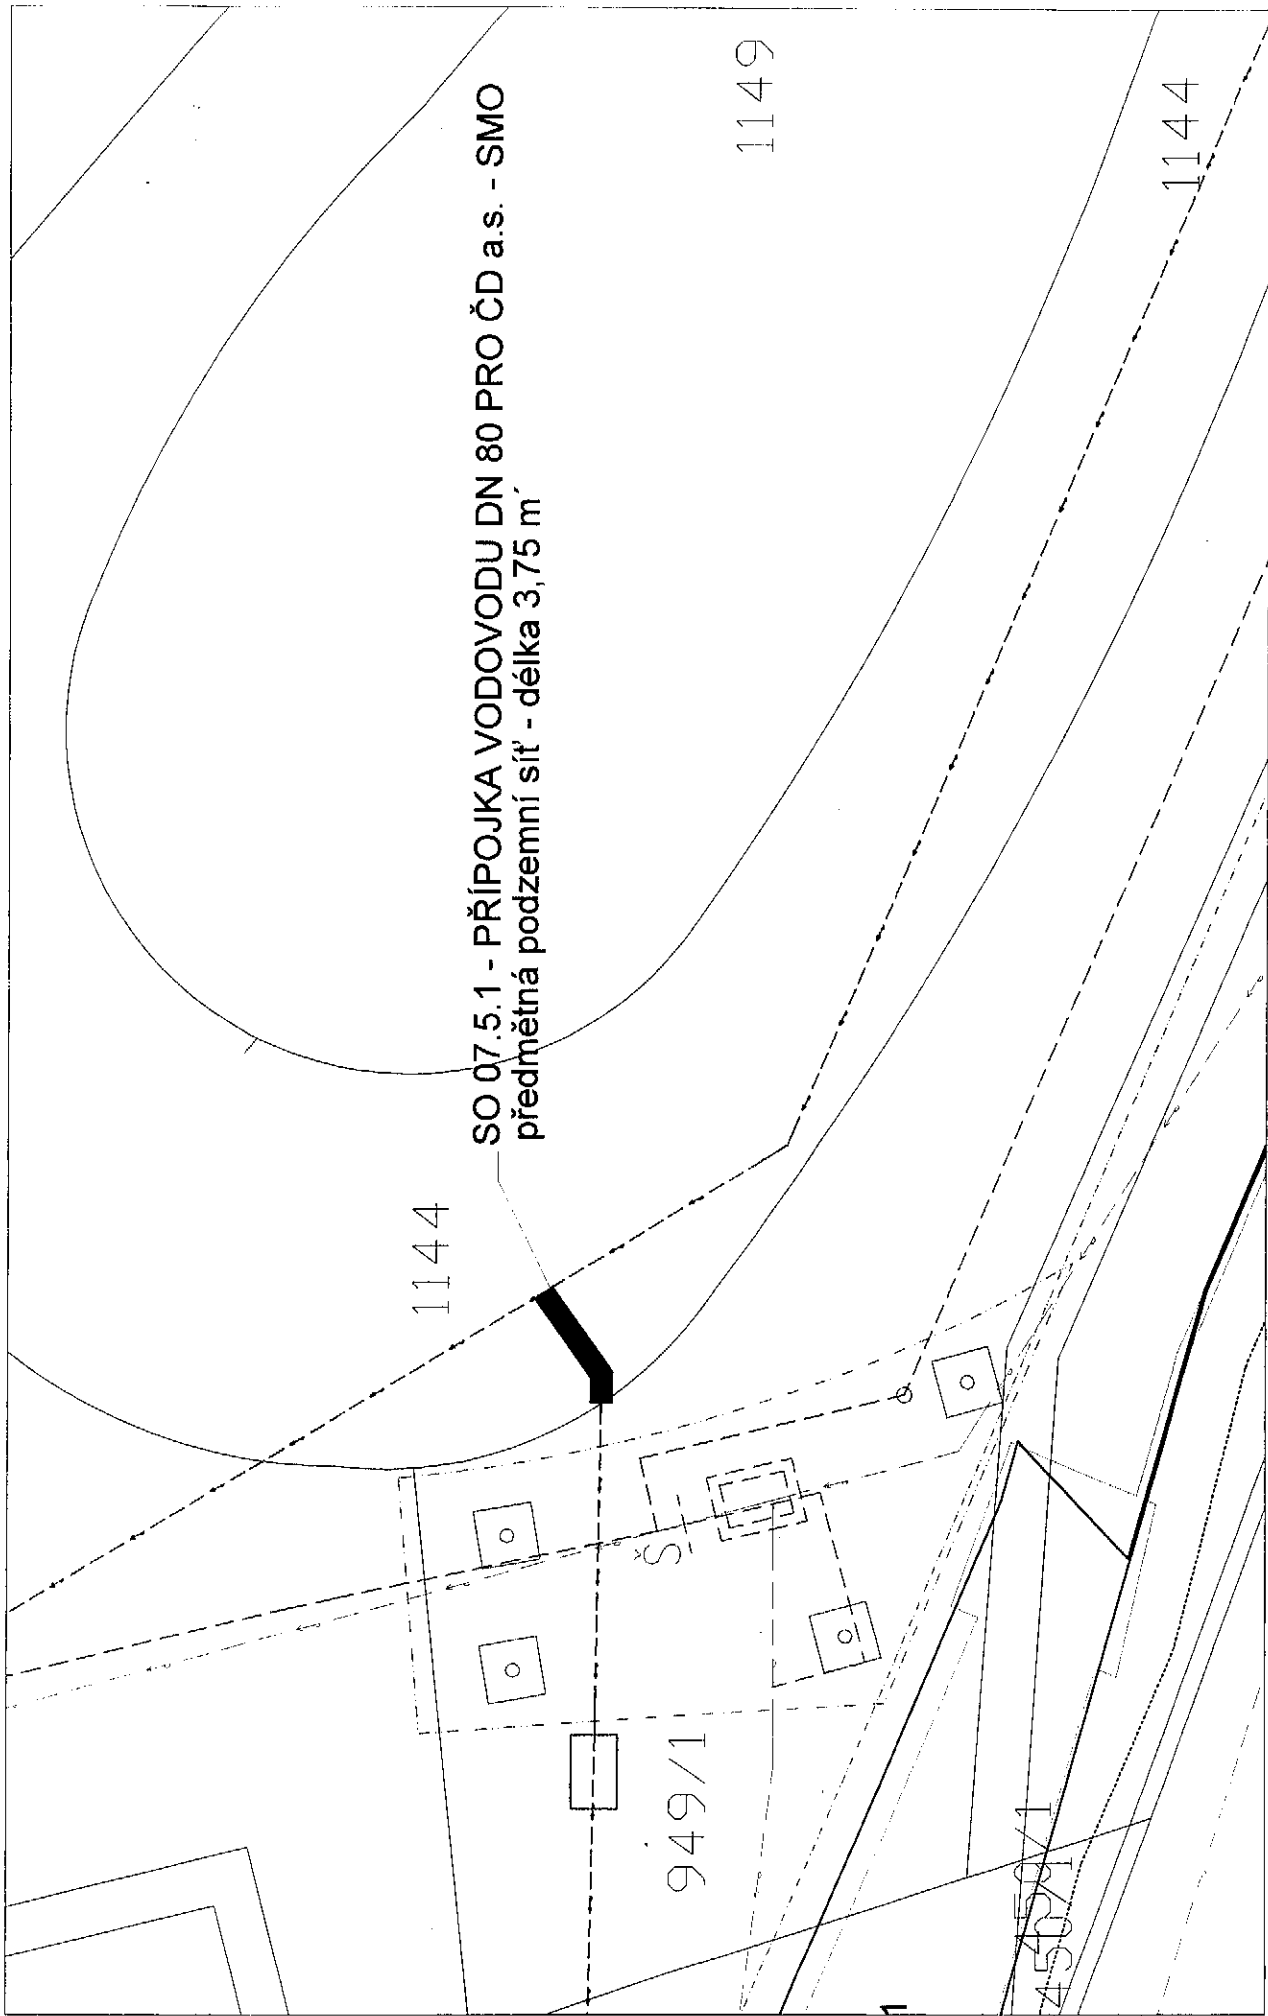 SO 07.5.1 - PŘÍPOJKA VODOVODU DN 80 PRO ČD a.s. - SMO
předmětná podzemní síť - délka 3,75 m´
1149
1144
1144
Š
949/1
1